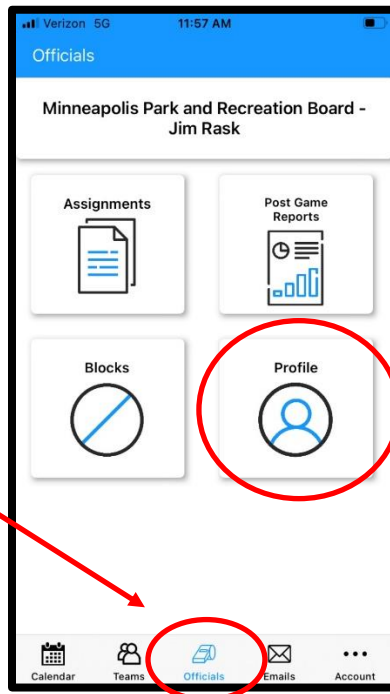 Verizon 5G 11:57 AM
Officials
Minneapolis Park and Recreation Board -
Jim Rask
Assignments
Post Game
Reports
Blocks
Profile
Calendar Teams Officials Emails Account